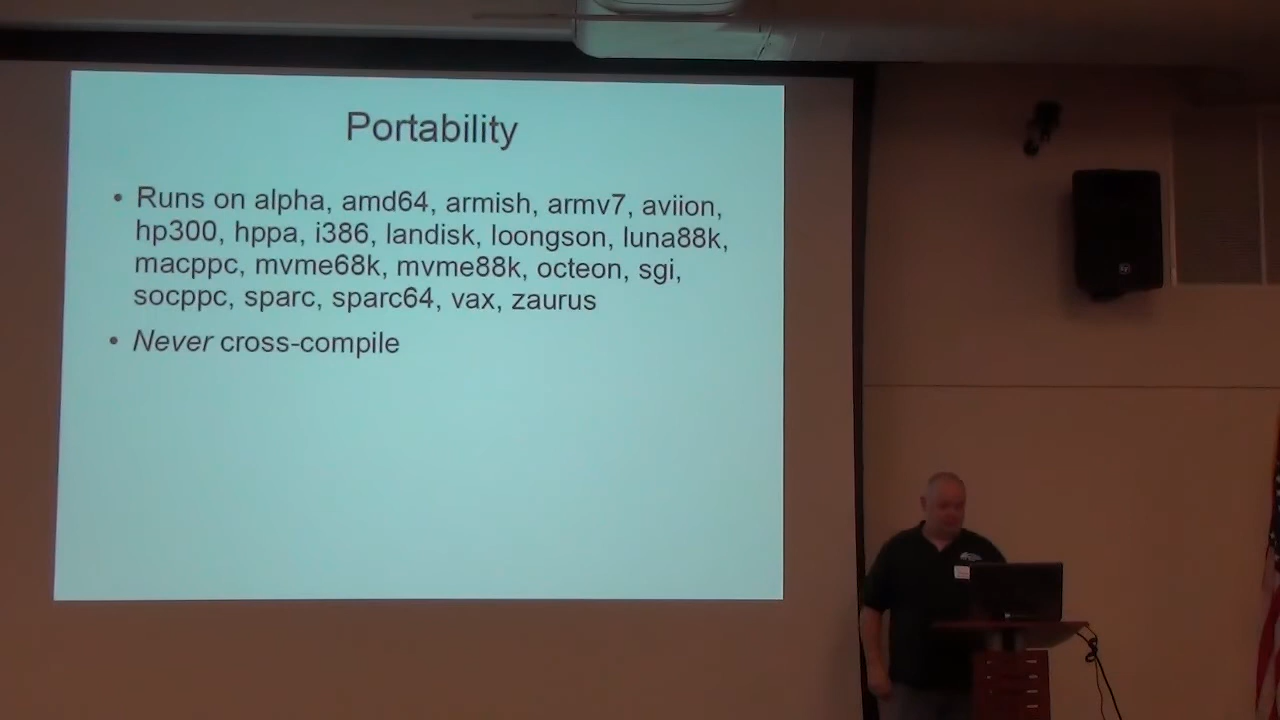 Portability
• Runs on alpha, amd64, armish, armv7, aviion,
hp300, hppa, i386, landisk, loongson, luna88k,
macppc, mvme68k, mvme88k, octeon, sgi,
socppc, sparc, sparc64, vax, zaurus
• Never cross-compile